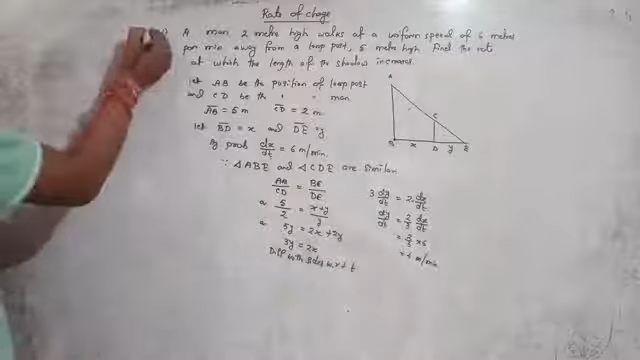 Rate of change
A man 2 metre high walks at a uniform speed of 6 metres
per min away from a lamp post, 5 metre high Find the rate
at which the length of the shadow increases.
let AB be the position of lamp post
and CD be the " " man
AB = 5 m CD = 2 m
let BD = x and DE = y
By prob dx/dt = 6 m/min.
∵ △ABE and △CDE are similar
AB/CD = BE/DE
a 5/2 = x+y/y
a 5y = 2x + 2y
3y = 2x
Diff both sides w.r.t t
3 dy/dt = 2 dx/dt
dy/dt = 2/3 dx/dt
= 2/3 × 6
= 4 m/min
A
C
B x D y E